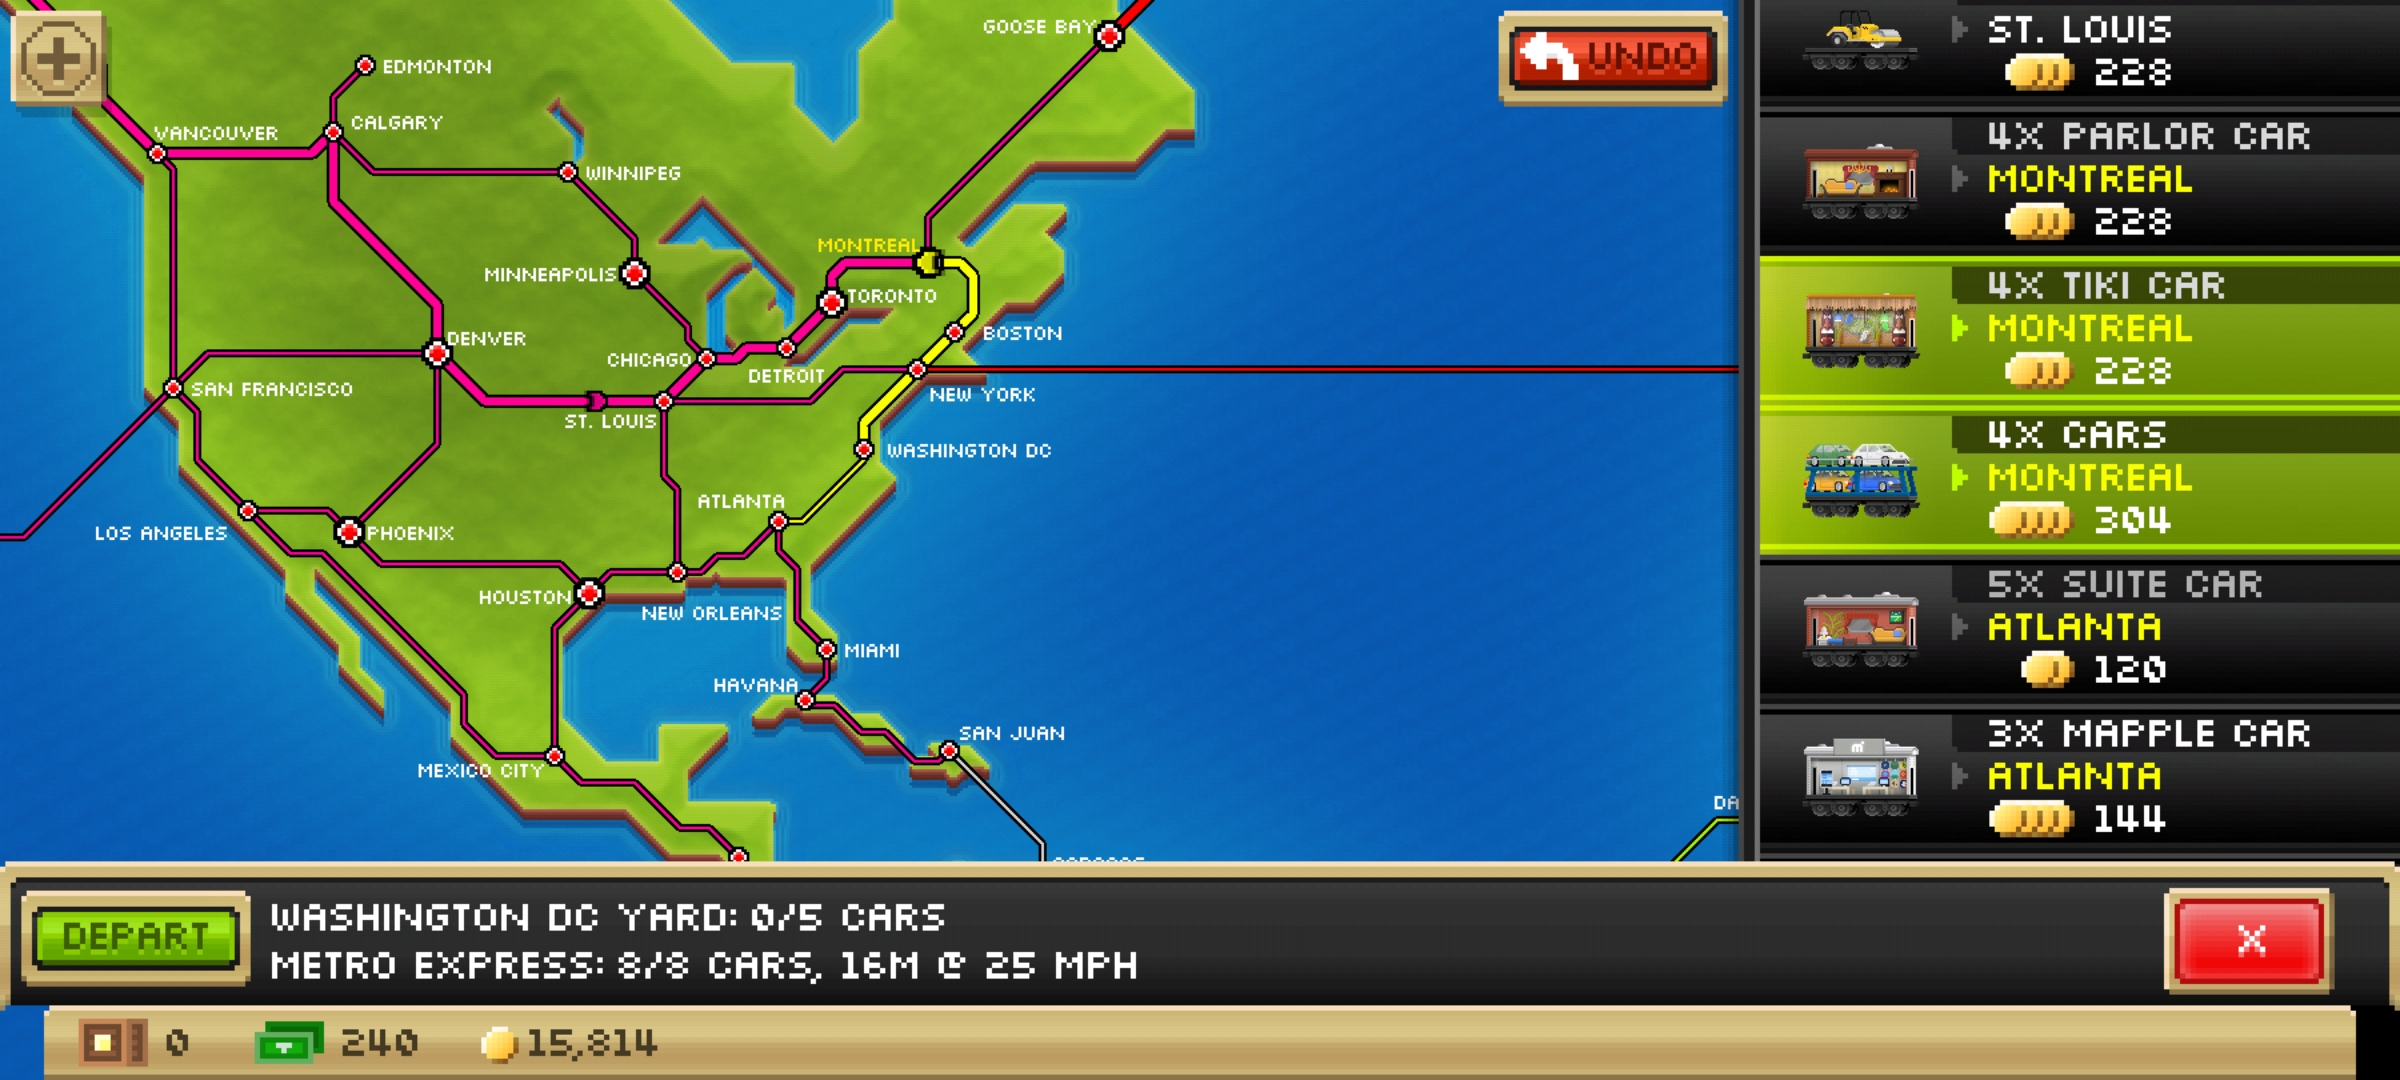 GOOSE BAY
UNDO
EDMONTON
VANCOUVER
CALGARY
WINNIPEG
MONTREAL
MINNEAPOLIS
TORONTO
DENVER
BOSTON
CHICAGO
DETROIT
SAN FRANCISCO
NEW YORK
ST. LOUIS
WASHINGTON DC
ATLANTA
LOS ANGELES
PHOENIX
HOUSTON
NEW ORLEANS
MIAMI
HAVANA
SAN JUAN
MEXICO CITY
DA
ST. LOUIS
228
4X PARLOR CAR
MONTREAL
228
4X TIKI CAR
MONTREAL
228
4X CARS
MONTREAL
304
5X SUITE CAR
ATLANTA
120
3X MAPPLE CAR
m
ATLANTA
144
DEPART
WASHINGTON DC YARD: 0/5 CARS
METRO EXPRESS: 8/8 CARS, 16M @ 25 MPH
X
0
240
15,814